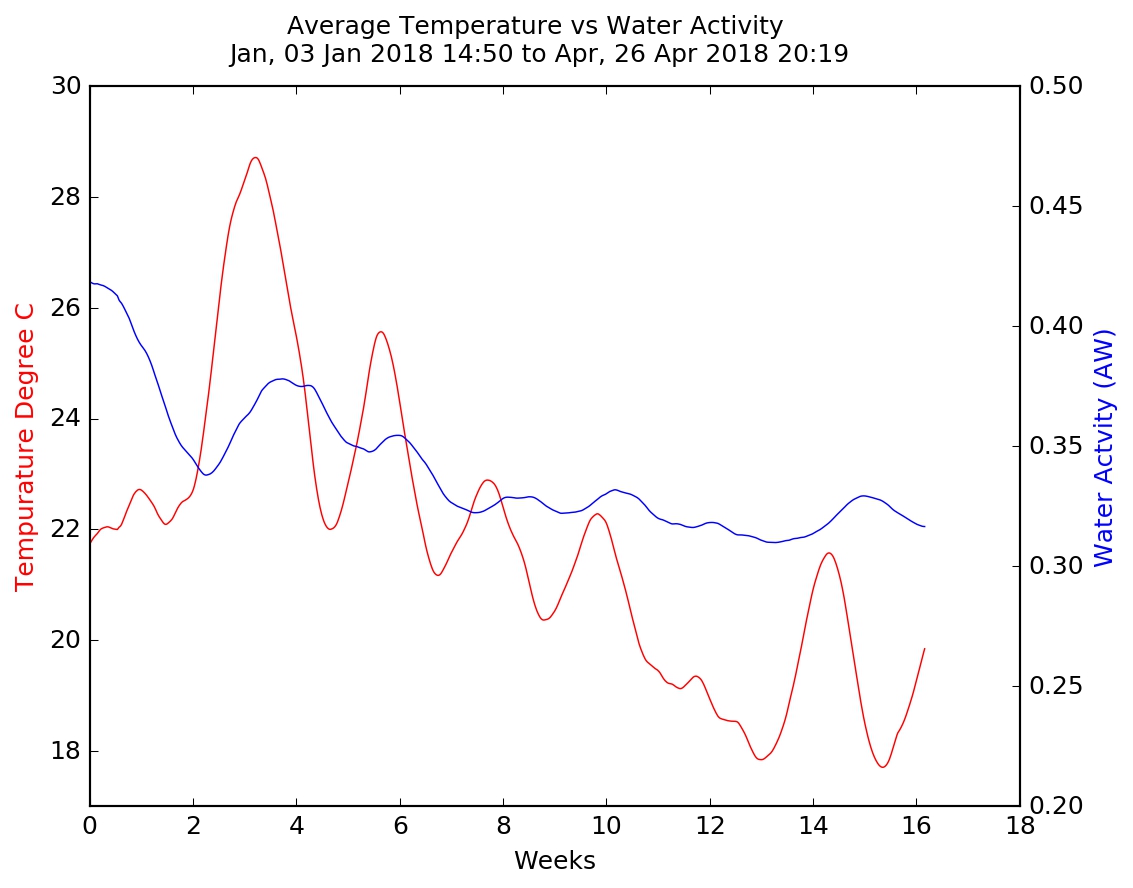 Average Temperature vs Water Activity
Jan, 03 Jan 2018 14:50 to Apr, 26 Apr 2018 20:19
30
28
26
24
22
20
18
Tempurature Degree C
0.50
0.45
0.40
0.35
0.30
0.25
0.20
Water Actvity (AW)
0 2 4 6 8 10 12 14 16 18
Weeks